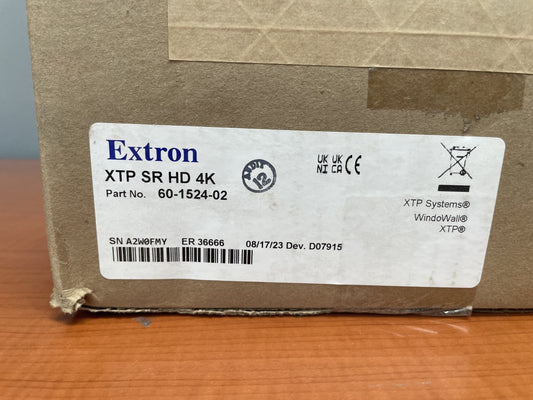 Extron
XTP SR HD 4K
Part No. 60-1524-02
12
UK UK CE
NI CA
XTP Systems®
WindoWall®
XTP®
SN A2W0FMY ER 36666 08/17/23 Dev. D07915